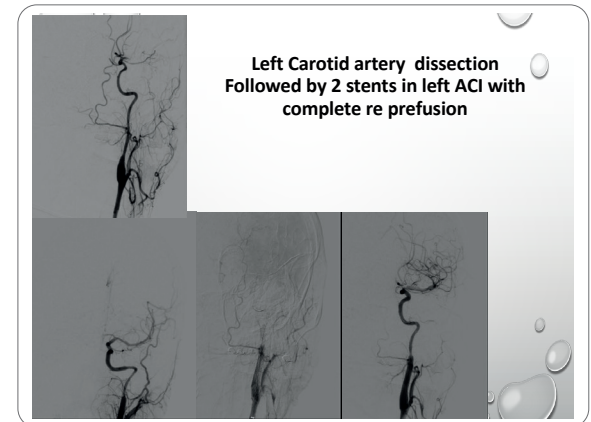 Left Carotid artery dissection
Followed by 2 stents in left ACI with
complete re prefusion